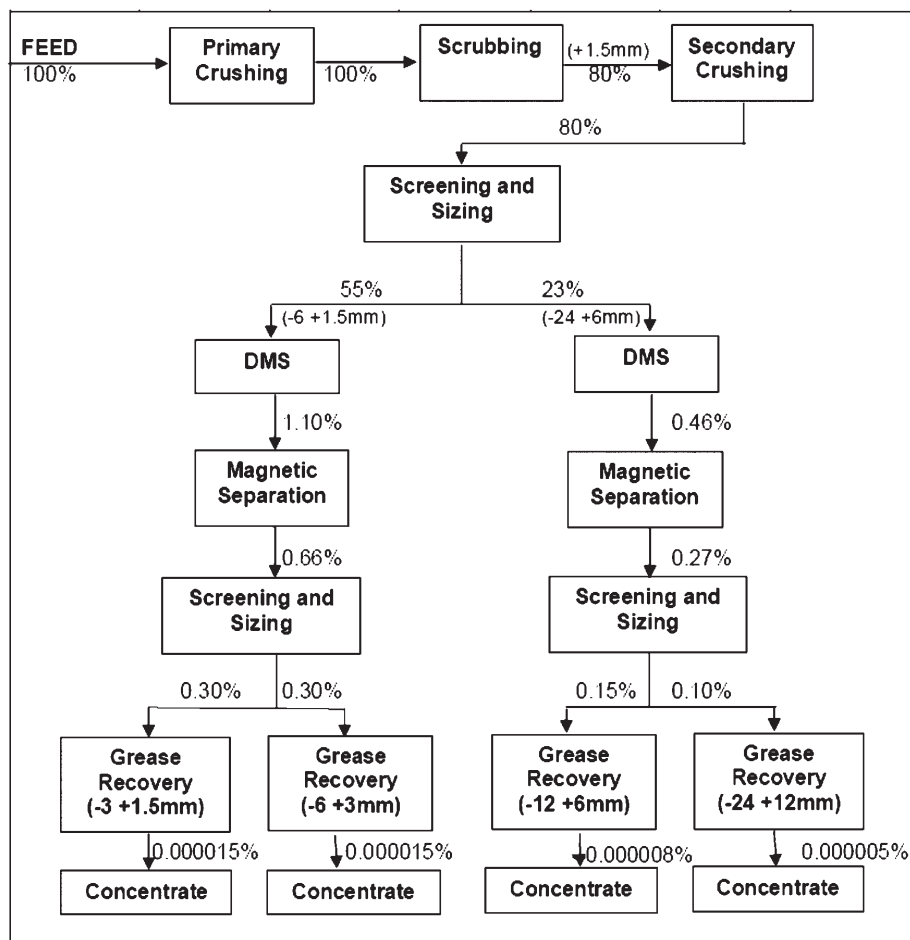 FEED
100%
Primary
Crushing
100%
Scrubbing
(+1.5mm)
80%
Secondary
Crushing
80%
Screening and
Sizing
55%
(-6 +1.5mm)
23%
(-24 +6mm)
DMS
DMS
1.10%
0.46%
Magnetic
Separation
Magnetic
Separation
0.66%
0.27%
Screening and
Sizing
Screening and
Sizing
0.30%
0.30%
0.15%
0.10%
Grease
Recovery
(-3 +1.5mm)
Grease
Recovery
(-6 +3mm)
Grease
Recovery
(-12 +6mm)
Grease
Recovery
(-24 +12mm)
0.000015%
0.000015%
0.000008%
0.000005%
Concentrate
Concentrate
Concentrate
Concentrate